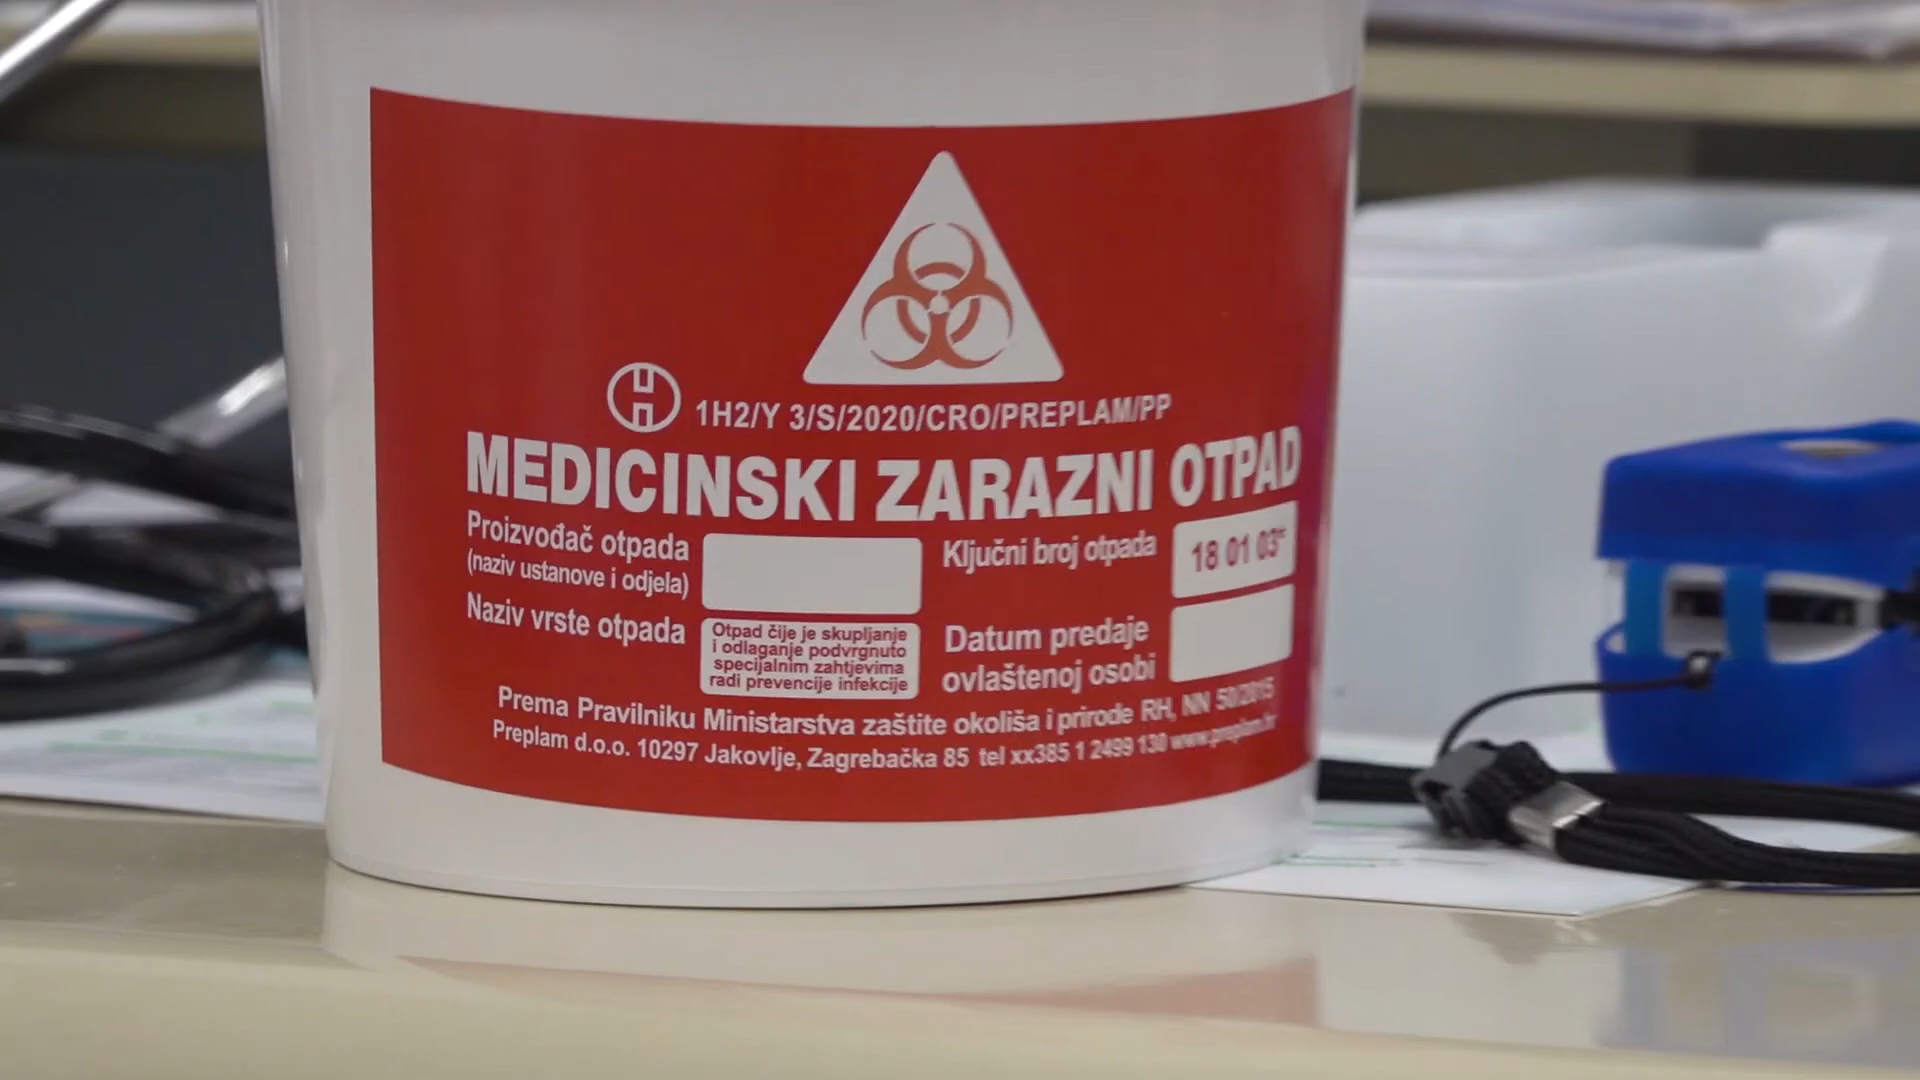 1H2/Y 3/S/2020/CRO/PREPLAM/PP
MEDICINSKI ZARAZNI OTPAD
Proizvođač otpada
(naziv ustanove i odjela)
Ključni broj otpada
18 01 03*
Naziv vrste otpada
Otpad čije je skupljanje
i odlaganje podvrgnuto
specijalnim zahtjevima
radi prevencije infekcije
Datum predaje
ovlaštenoj osobi
Prema Pravilniku Ministarstva zaštite okoliša i prirode RH, NN 50/2015
Preplam d.o.o. 10297 Jakovlje, Zagrebačka 85 tel xx385 1 2499 130 www.preplam.hr